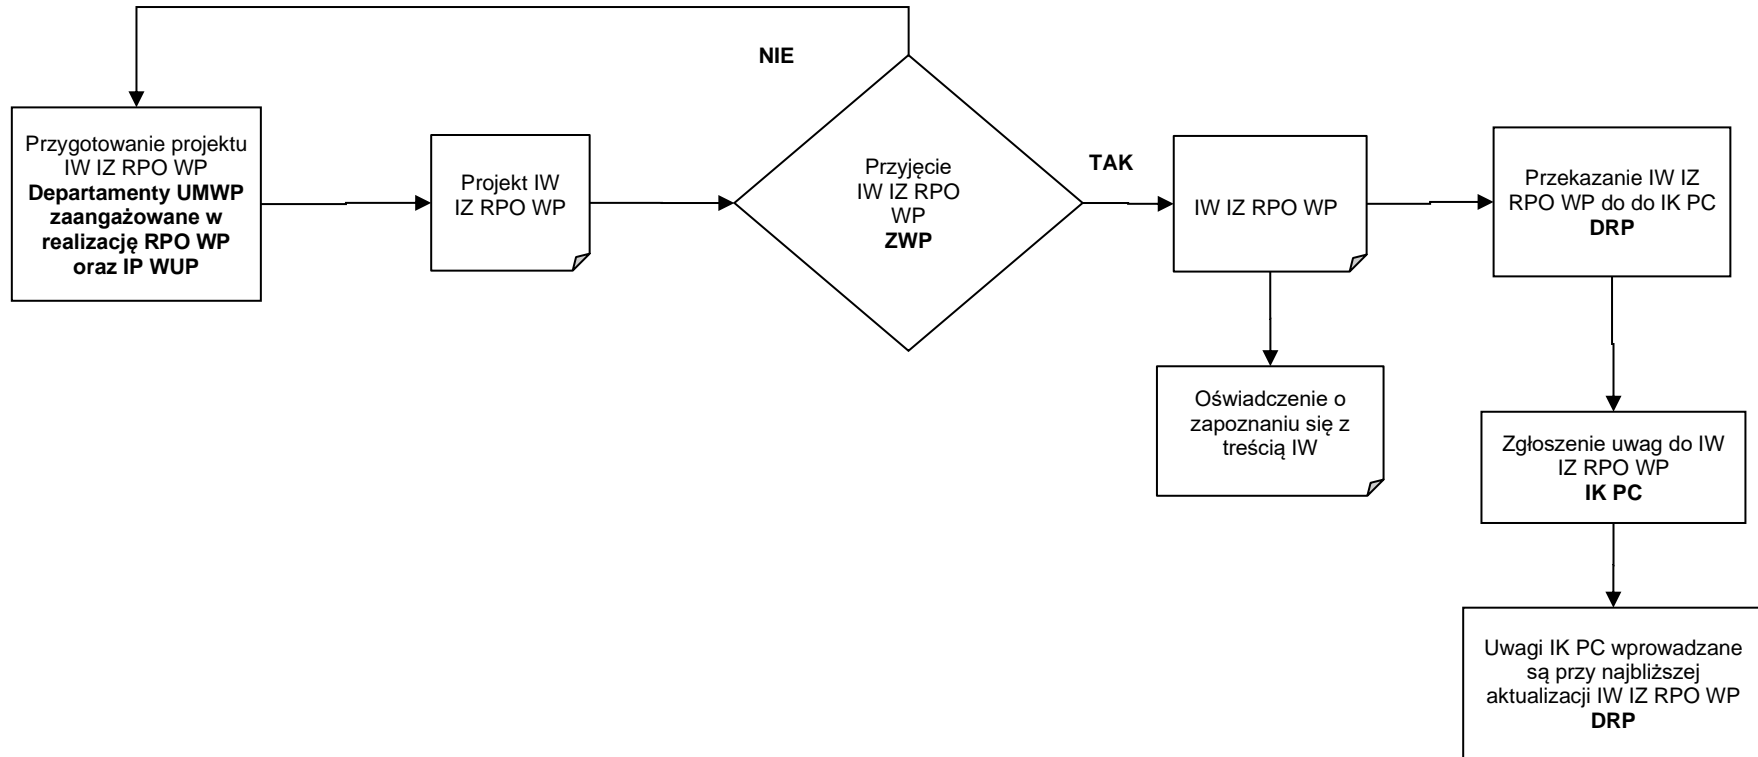 NIE
Przygotowanie projektu
IW IZ RPO WP
Departamenty UMWP
zaangażowane w
realizację RPO WP
oraz IP WUP
Projekt IW
IZ RPO WP
Przyjęcie
IW IZ RPO
WP
ZWP
TAK
IW IZ RPO WP
Przekazanie IW IZ
RPO WP do do IK PC
DRP
Oświadczenie o
zapoznaniu się z
treścią IW
Zgłoszenie uwag do IW
IZ RPO WP
IK PC
Uwagi IK PC wprowadzane
są przy najbliższej
aktualizacji IW IZ RPO WP
DRP